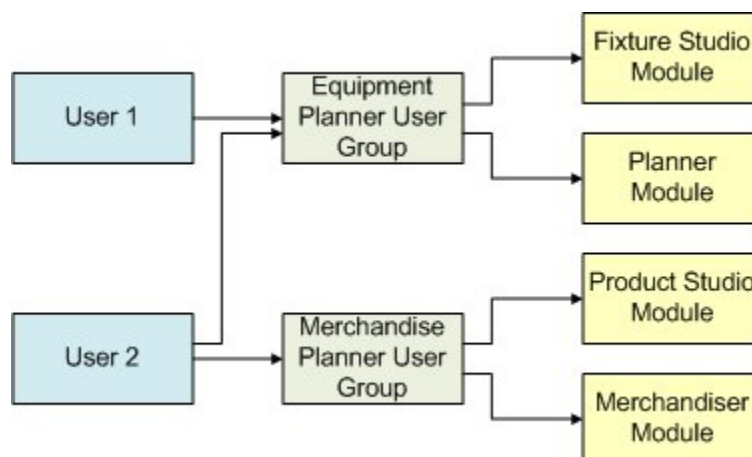 User 1
Equipment
Planner User
Group
Fixture Studio
Module
Planner
Module
User 2
Merchandise
Planner User
Group
Product Studio
Module
Merchandiser
Module